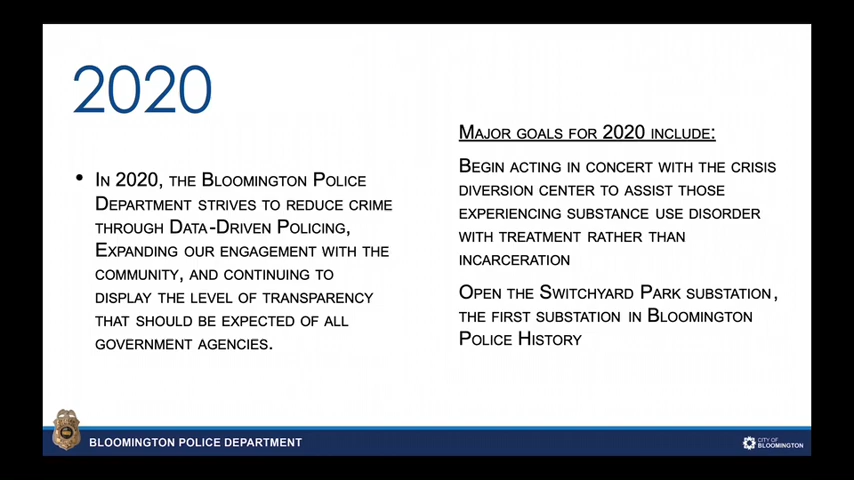 2020
• In 2020, the Bloomington Police
Department strives to reduce crime
through Data-Driven Policing,
Expanding our engagement with the
community, and continuing to
display the level of transparency
that should be expected of all
government agencies.
Major goals for 2020 include:
Begin acting in concert with the crisis
diversion center to assist those
experiencing substance use disorder
with treatment rather than
incarceration
Open the Switchyard Park substation,
the first substation in Bloomington
Police History
BLOOMINGTON POLICE DEPARTMENT
CITY OF
BLOOMINGTON